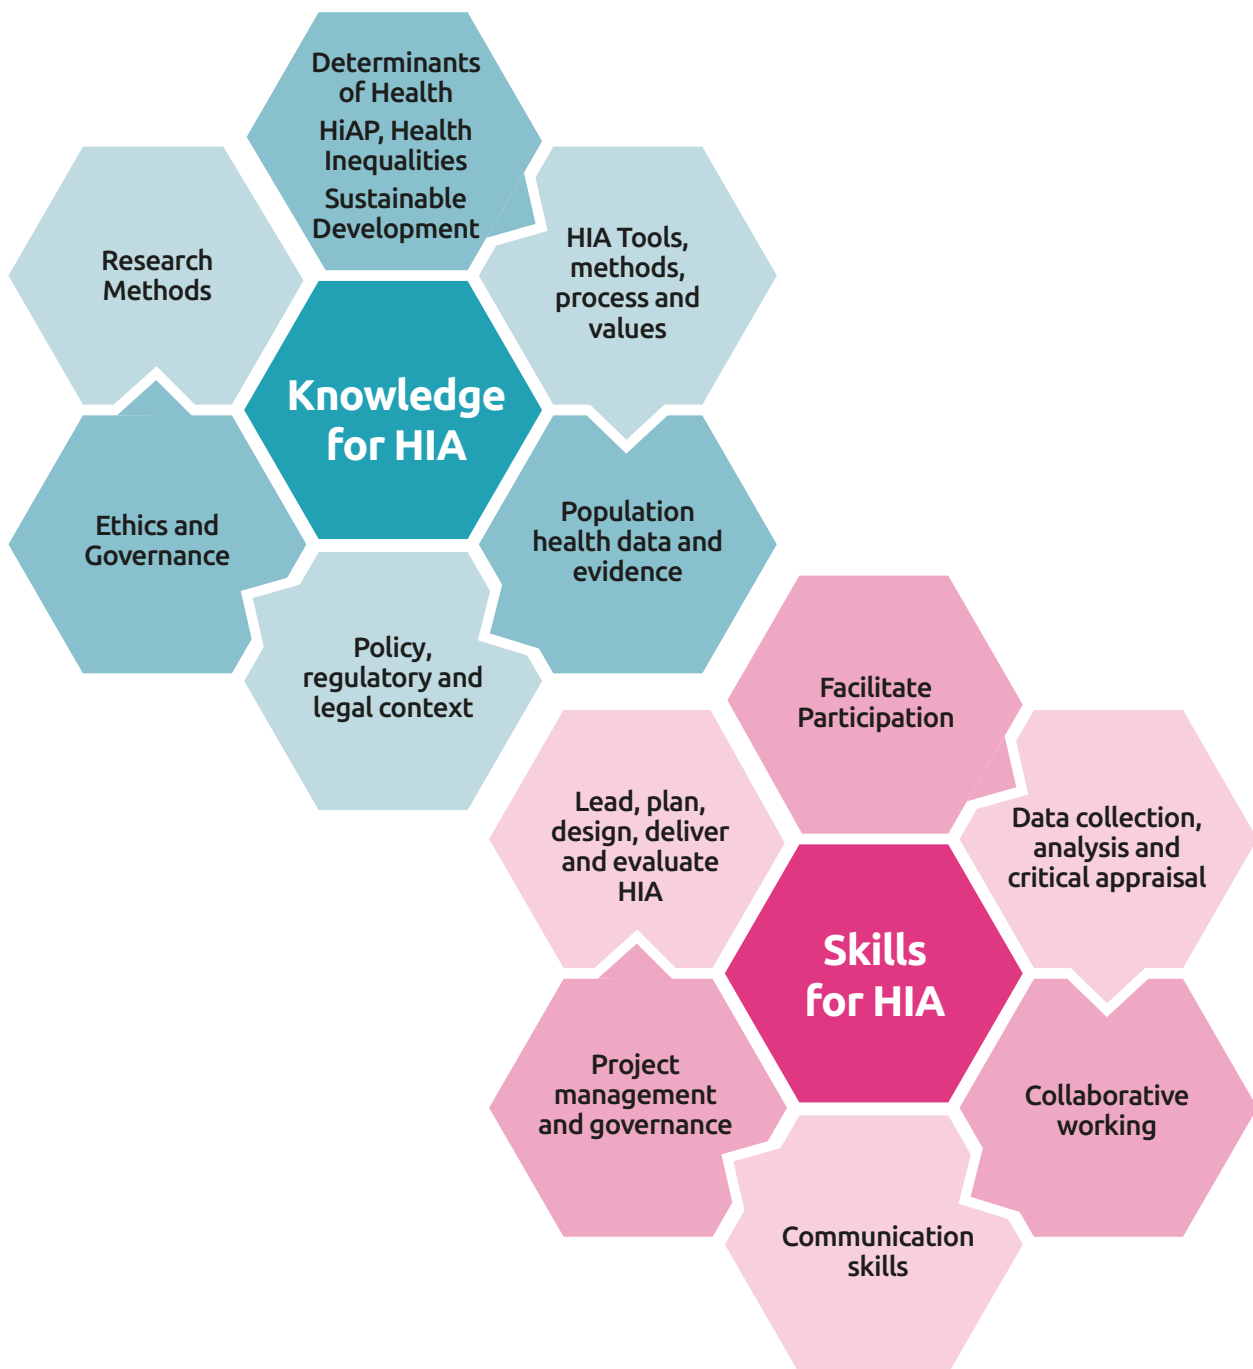 Determinants
of Health
HiAP, Health
Inequalities
Sustainable
Development
HIA Tools,
methods,
process and
values
Research
Methods
Knowledge
for HIA
Population
health data and
evidence
Ethics and
Governance
Policy,
regulatory and
legal context
Facilitate
Participation
Lead, plan,
design, deliver
and evaluate
HIA
Data collection,
analysis and
critical appraisal
Skills
for HIA
Project
management
and governance
Collaborative
working
Communication
skills